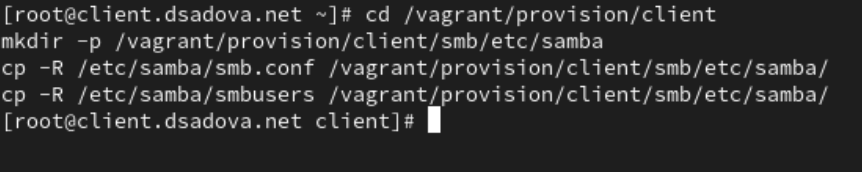 [root@client.dsadova.net ~]# cd /vagrant/provision/client
mkdir -p /vagrant/provision/client/smb/etc/samba
cp -R /etc/samba/smb.conf /vagrant/provision/client/smb/etc/samba/
cp -R /etc/samba/smbusers /vagrant/provision/client/smb/etc/samba/
[root@client.dsadova.net client]#